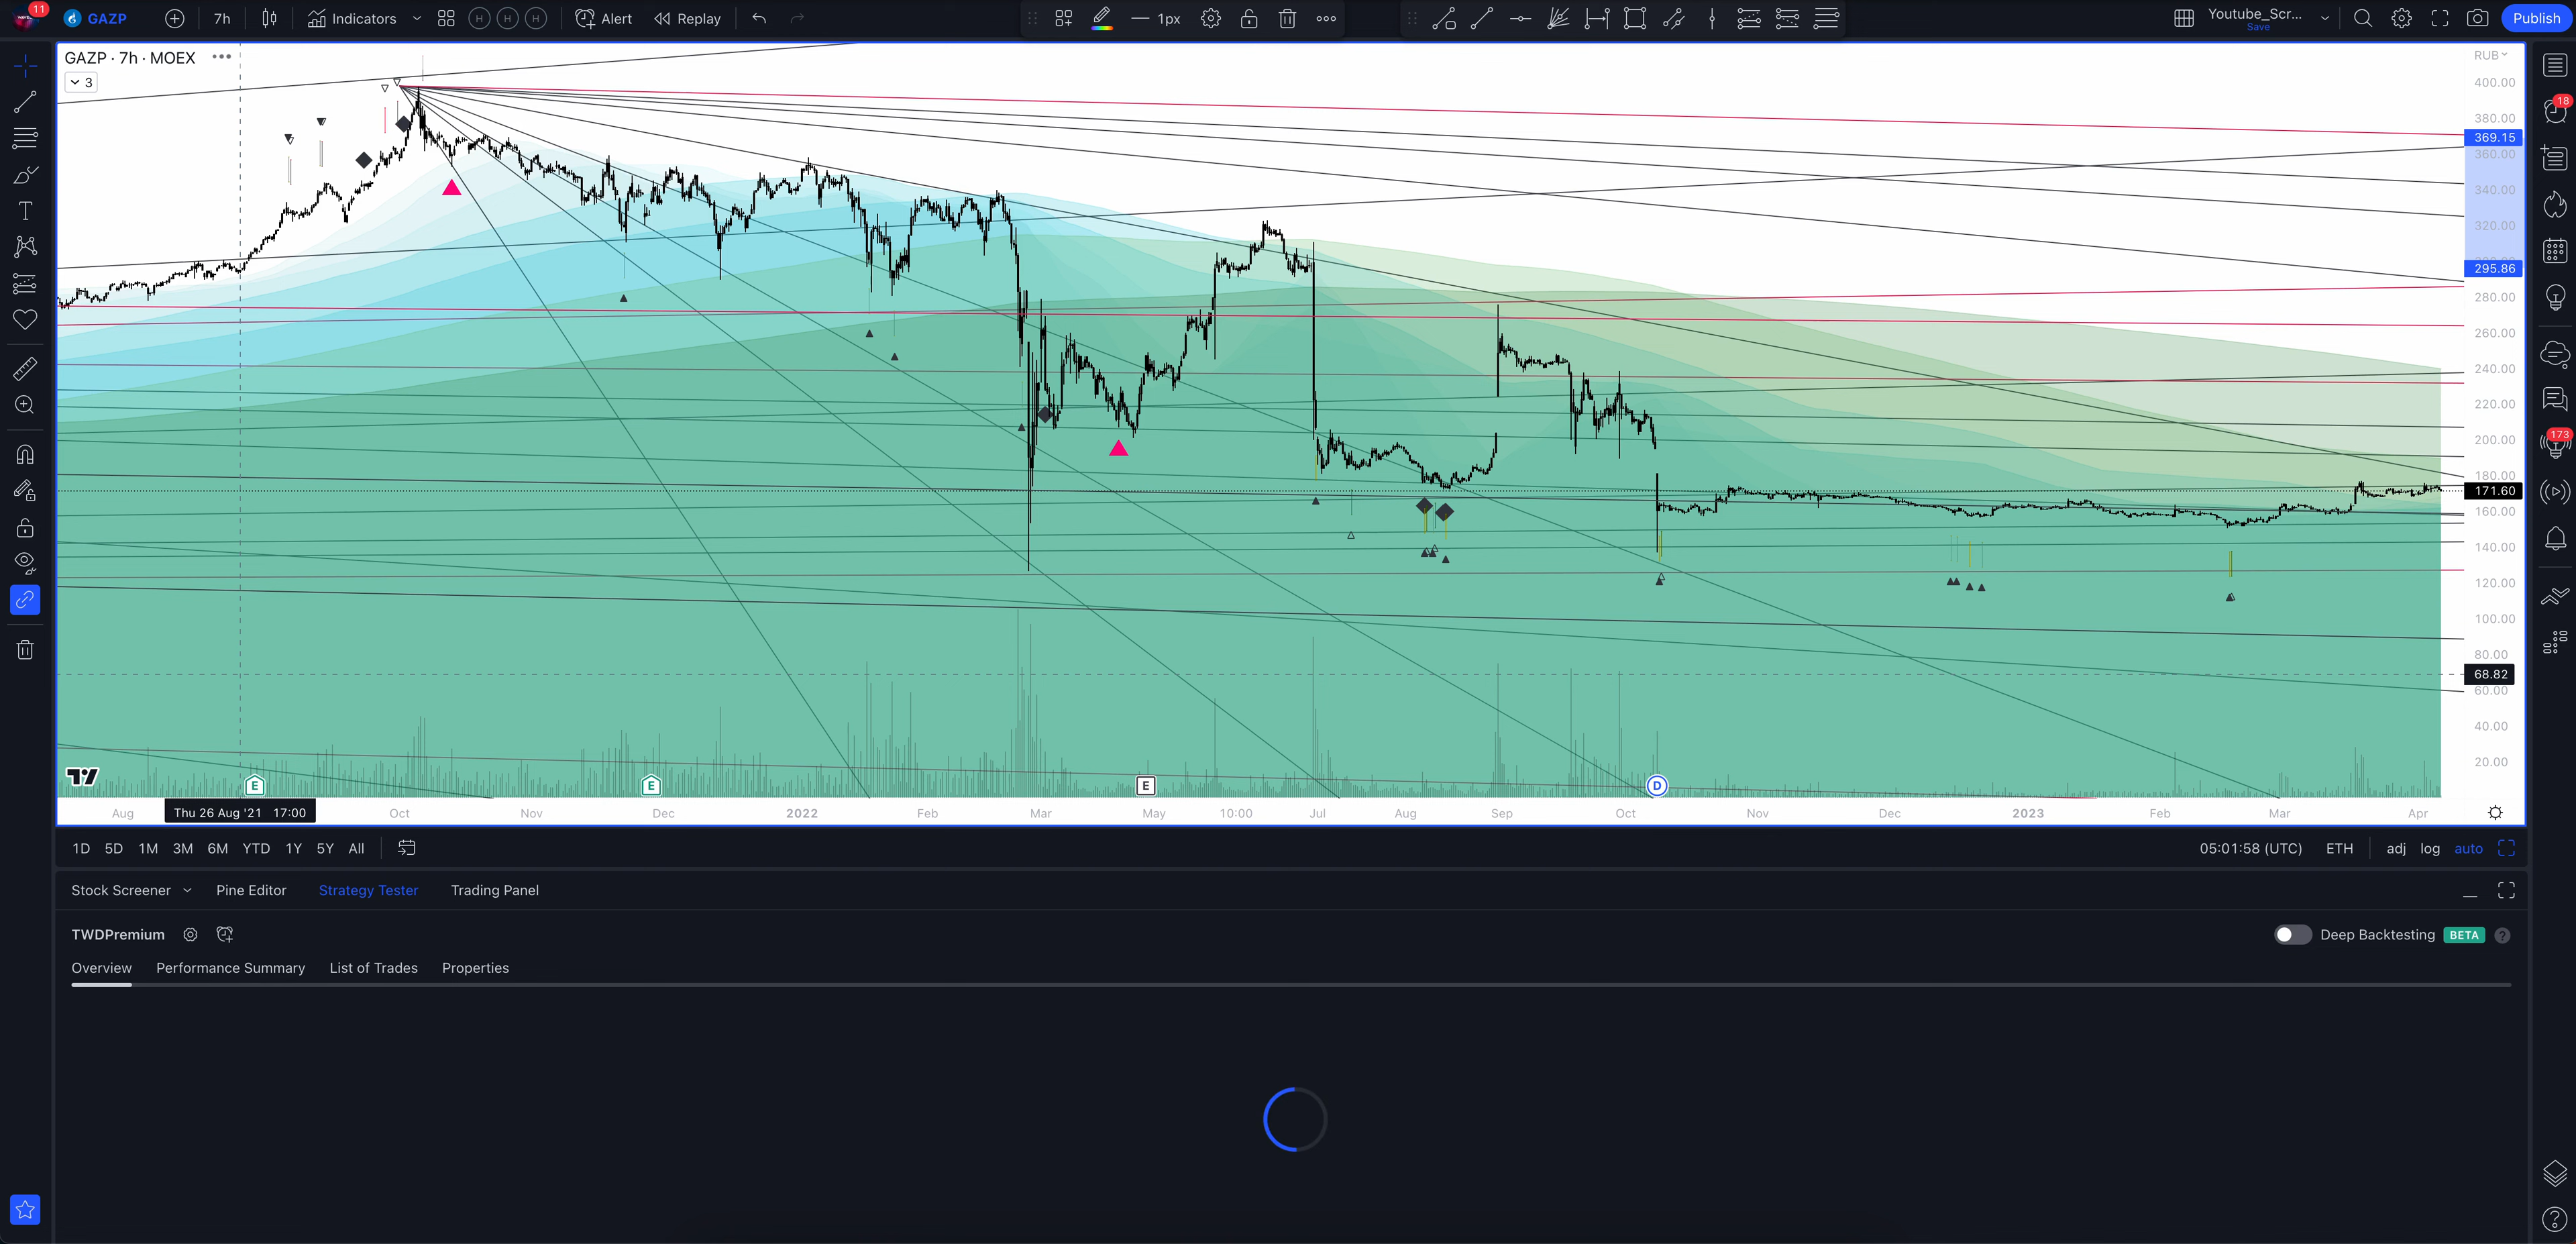 11 GAZP 7h Indicators H H H Alert Replay 1px Youtube_Scr... Publish
Save
GAZP · 7h · MOEX
3
RUB
400.00
380.00
369.15
360.00
340.00
320.00
295.86
280.00
260.00
240.00
220.00
200.00
180.00
171.60
160.00
140.00
120.00
100.00
80.00
68.82
60.00
40.00
20.00
18
173
E E E D
Aug Thu 26 Aug '21 17:00 Oct Nov Dec 2022 Feb Mar May 10:00 Jul Aug Sep Oct Nov Dec 2023 Feb Mar Apr
1D 5D 1M 3M 6M YTD 1Y 5Y All 05:01:58 (UTC) ETH adj log auto
Stock Screener Pine Editor Strategy Tester Trading Panel
TWDPremium Deep Backtesting BETA ?
Overview Performance Summary List of Trades Properties